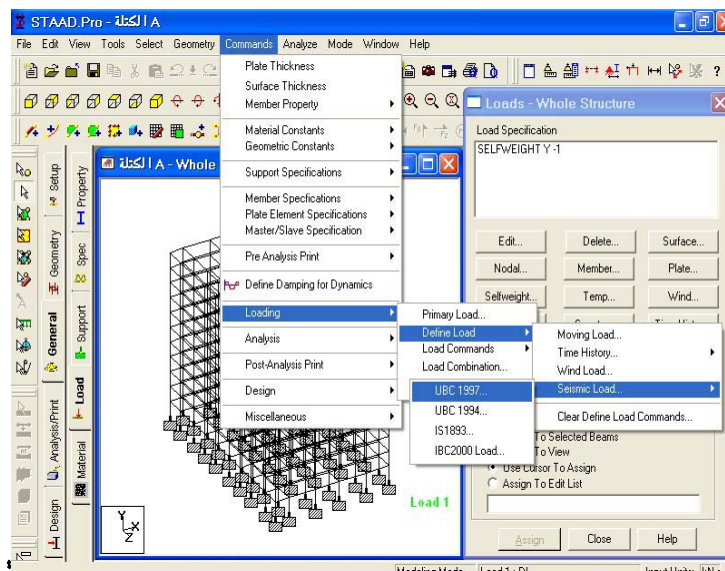 STAAD.Pro - الكتلة A
File Edit View Tools Select Geometry Commands Analyze Mode Window Help
Plate Thickness
Surface Thickness
Member Property
Material Constants
Geometric Constants
Support Specifications
Member Specfications
Plate Element Specifications
Master/Slave Specification
Pre Analysis Print
Define Damping for Dynamics
Loading
Analysis
Post-Analysis Print
Design
Miscellaneous
Primary Load...
Define Load
Load Commands
Load Combination...
Moving Load...
Time History...
Wind Load...
Seismic Load...
Clear Define Load Commands...
UBC 1997...
UBC 1994...
IS1893...
IBC2000 Load...
الكتلة A - Whole
Setup
Geometry
General
Analysis/Print
Design
Property
Spec
Support
Load
Material
Load 1
Y
X
Z
Loads - Whole Structure
Load Specification
SELFWEIGHT Y -1
Edit... Delete... Surface...
Nodal... Member... Plate...
Selfweight... Temp... Wind...
To Selected Beams
To View
Use Cursor To Assign
Assign To Edit List
Assign Close Help
Modeling Mode Load 1 : DL Input Units: